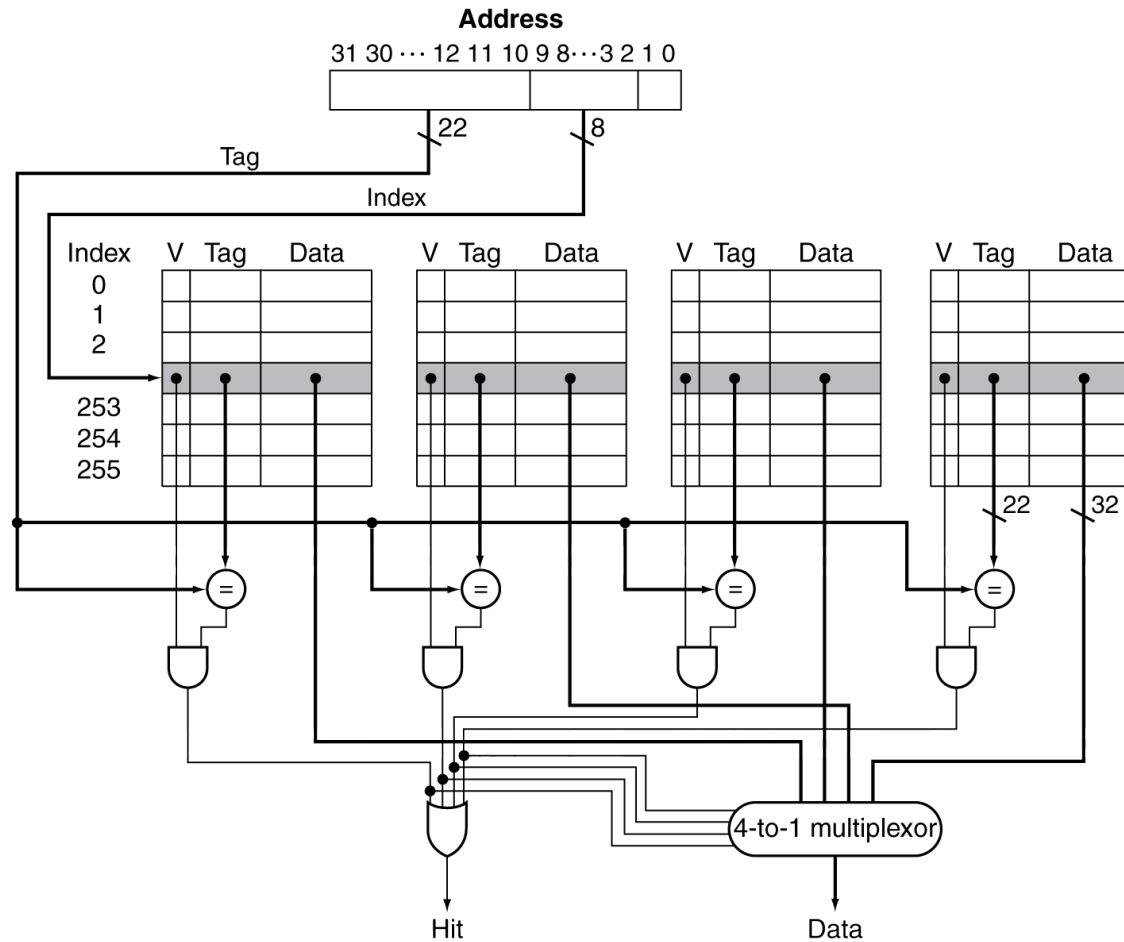 Address
31 30 ··· 12 11 10 9 8···3 2 1 0
22
8
Tag
Index
Index V Tag Data V Tag Data V Tag Data V Tag Data
0
1
2
253
254
255
22 32
= = = =
4-to-1 multiplexor
Hit Data